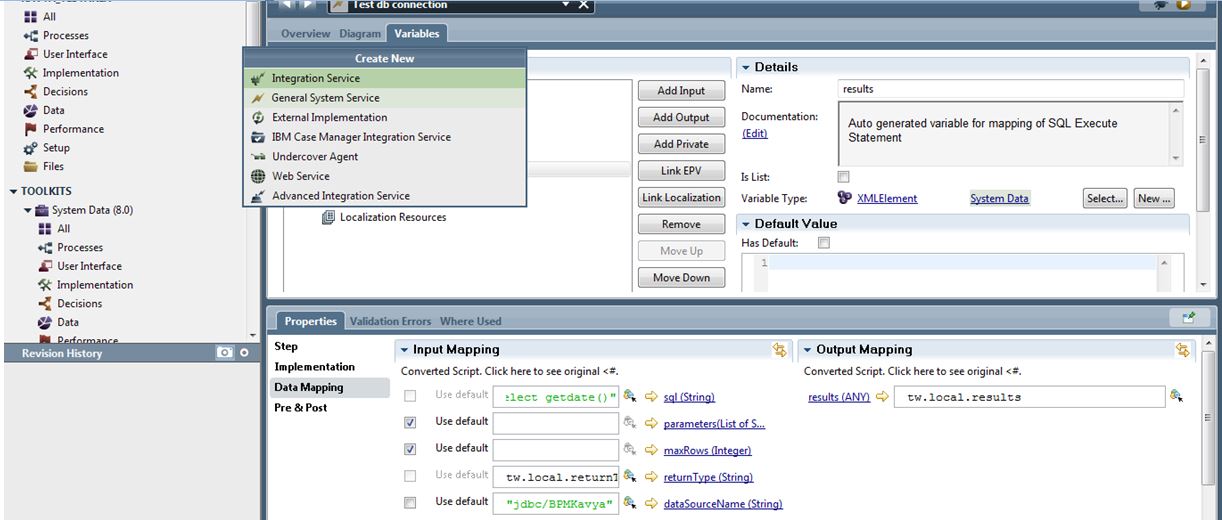 All
Processes
User Interface
Implementation
Decisions
Data
Performance
Setup
Files
TOOLKITS
System Data (8.0)
All
Processes
User Interface
Implementation
Decisions
Data
Performance
Revision History
Test db connection
Overview Diagram Variables
Create New
Integration Service
General System Service
External Implementation
IBM Case Manager Integration Service
Undercover Agent
Web Service
Advanced Integration Service
Localization Resources
Add Input
Add Output
Add Private
Link EPV
Link Localization
Remove
Move Up
Move Down
Details
Name: results
Documentation: Auto generated variable for mapping of SQL Execute
(Edit) Statement
Is List:
Variable Type: XMLElement System Data Select... New ...
Default Value
Has Default:
1
Properties Validation Errors Where Used
Step
Implementation
Data Mapping
Pre & Post
Input Mapping
Converted Script. Click here to see original <#.
Use default elect getdate()" sql (String)
Use default parameters(List of S...
Use default maxRows (Integer)
Use default tw.local.returnT returnType (String)
Use default "jdbc/BPMKavya" dataSourceName (String)
Output Mapping
Converted Script. Click here to see original <#.
results (ANY) tw.local.results